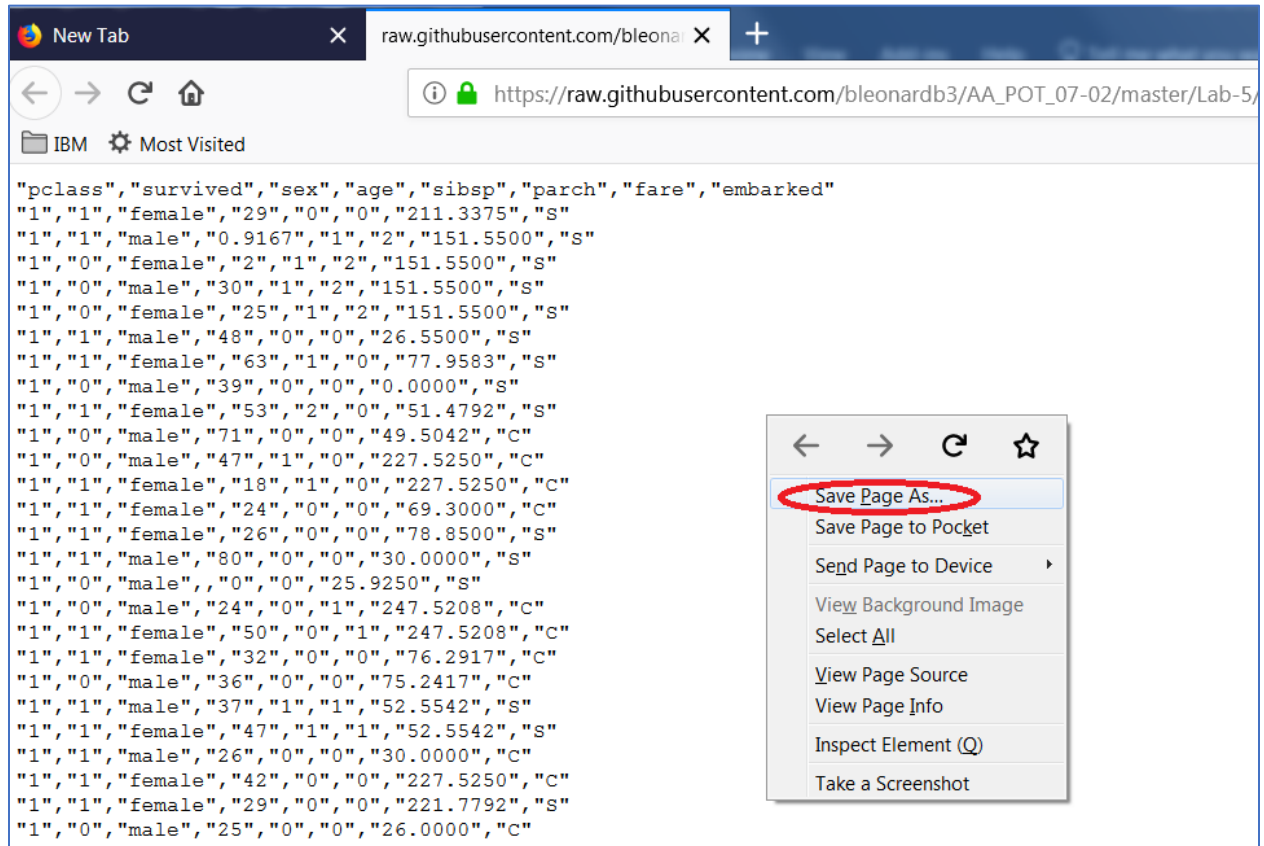 New Tab
raw.githubusercontent.com/bleonar
https://raw.githubusercontent.com/bleonardb3/AA_POT_07-02/master/Lab-5/
IBM Most Visited
"pclass","survived","sex","age","sibsp","parch","fare","embarked"
"1","1","female","29","0","0","211.3375","S"
"1","1","male","0.9167","1","2","151.5500","S"
"1","0","female","2","1","2","151.5500","S"
"1","0","male","30","1","2","151.5500","S"
"1","0","female","25","1","2","151.5500","S"
"1","1","male","48","0","0","26.5500","S"
"1","1","female","63","1","0","77.9583","S"
"1","0","male","39","0","0","0.0000","S"
"1","1","female","53","2","0","51.4792","S"
"1","0","male","71","0","0","49.5042","C"
"1","0","male","47","1","0","227.5250","C"
"1","1","female","18","1","0","227.5250","C"
"1","1","female","24","0","0","69.3000","C"
"1","1","female","26","0","0","78.8500","S"
"1","1","male","80","0","0","30.0000","S"
"1","0","male",,"0","0","25.9250","S"
"1","0","male","24","0","1","247.5208","C"
"1","1","female","50","0","1","247.5208","C"
"1","1","female","32","0","0","76.2917","C"
"1","0","male","36","0","0","75.2417","C"
"1","1","male","37","1","1","52.5542","S"
"1","1","female","47","1","1","52.5542","S"
"1","1","male","26","0","0","30.0000","C"
"1","1","female","42","0","0","227.5250","C"
"1","1","female","29","0","0","221.7792","S"
"1","0","male","25","0","0","26.0000","C"
Save Page As...
Save Page to Pocket
Send Page to Device
View Background Image
Select All
View Page Source
View Page Info
Inspect Element (Q)
Take a Screenshot